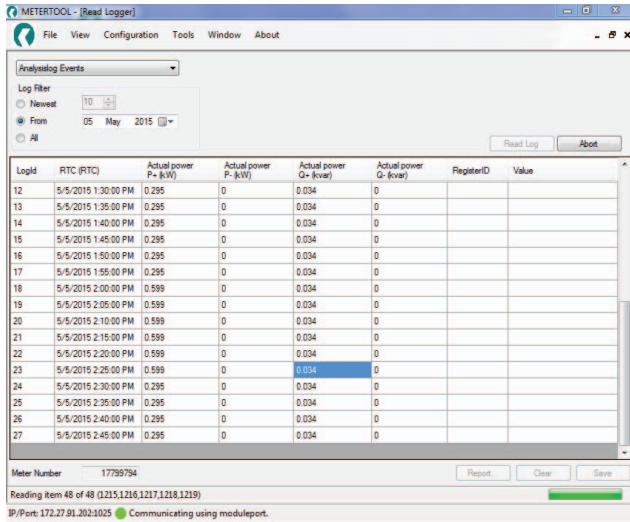 METERTOOL - [Read Logger]
File View Configuration Tools Window About
Analysislog Events
Log Filter
Newest 10
From 05 May 2015
All
Read Log Abort
LogId RTC (RTC) Actual power P+ (kW) Actual power P- (kW) Actual power Q+ (kvar) Actual power Q- (kvar) RegisterID Value
12 5/5/2015 1:30:00 PM 0.295 0 0.034 0
13 5/5/2015 1:35:00 PM 0.295 0 0.034 0
14 5/5/2015 1:40:00 PM 0.295 0 0.034 0
15 5/5/2015 1:45:00 PM 0.295 0 0.034 0
16 5/5/2015 1:50:00 PM 0.295 0 0.034 0
17 5/5/2015 1:55:00 PM 0.295 0 0.034 0
18 5/5/2015 2:00:00 PM 0.599 0 0.034 0
19 5/5/2015 2:05:00 PM 0.599 0 0.034 0
20 5/5/2015 2:10:00 PM 0.599 0 0.034 0
21 5/5/2015 2:15:00 PM 0.599 0 0.034 0
22 5/5/2015 2:20:00 PM 0.599 0 0.034 0
23 5/5/2015 2:25:00 PM 0.599 0 0.034 0
24 5/5/2015 2:30:00 PM 0.295 0 0.034 0
25 5/5/2015 2:35:00 PM 0.295 0 0.034 0
26 5/5/2015 2:40:00 PM 0.295 0 0.034 0
27 5/5/2015 2:45:00 PM 0.295 0 0.034 0
Meter Number 17799794 Report... Clear Save
Reading item 48 of 48 (1215,1216,1217,1218,1219)
IP/Port: 172.27.91.202:1025 Communicating using moduleport.